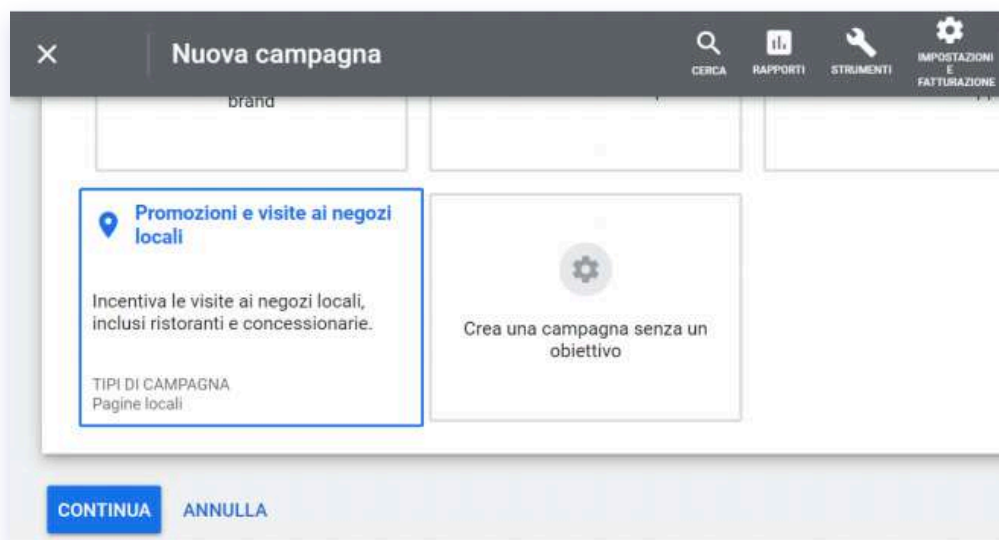 Nuova campagna
CERCA
RAPPORTI
STRUMENTI
IMPOSTAZIONI
E
FATTURAZIONE
brand
Promozioni e visite ai negozi
locali
Incentiva le visite ai negozi locali,
inclusi ristoranti e concessionarie.
TIPI DI CAMPAGNA
Pagine locali
Crea una campagna senza un
obiettivo
CONTINUA
ANNULLA